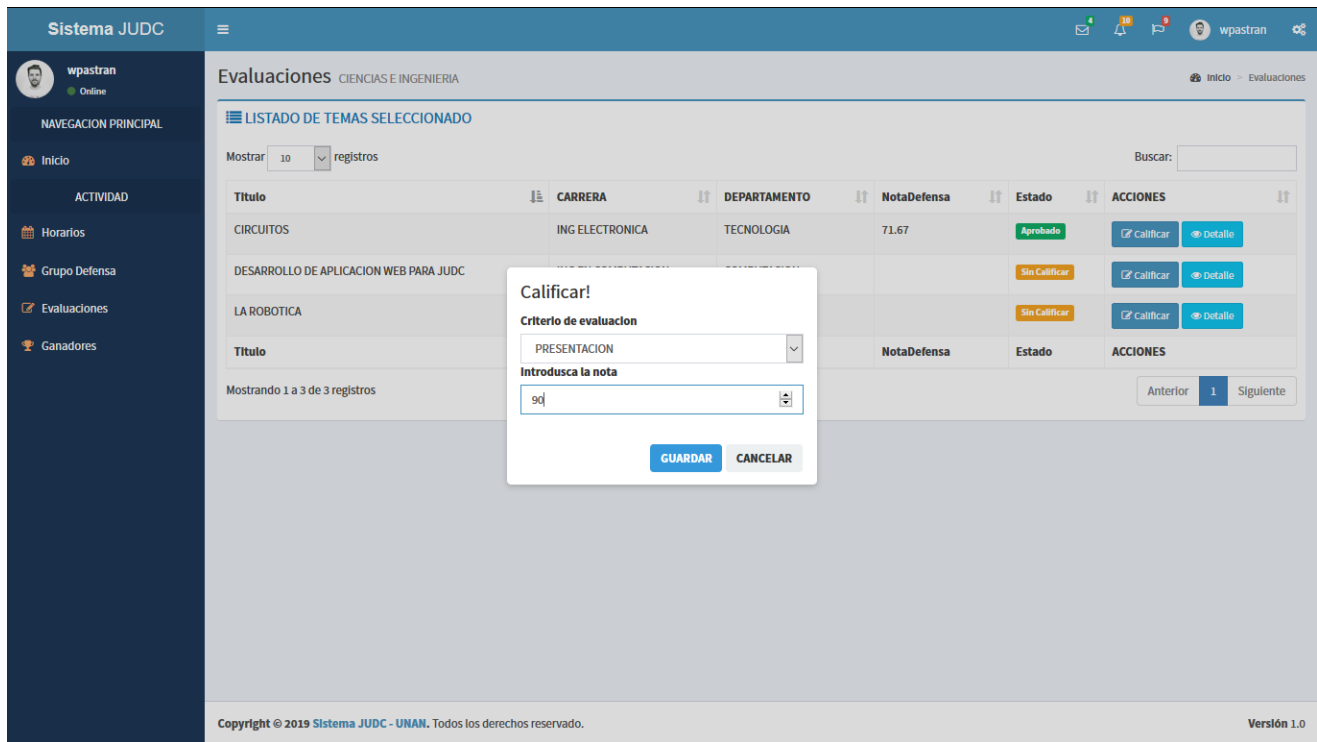 Sistema JUDC
4
10
9
wpastran
wpastran
Online
NAVEGACION PRINCIPAL
Inicio
ACTIVIDAD
Horarios
Grupo Defensa
Evaluaciones
Ganadores
Evaluaciones CIENCIAS E INGENIERIA
Inicio > Evaluaciones
LISTADO DE TEMAS SELECCIONADO
Mostrar 10 registros
Buscar:
Titulo CARRERA DEPARTAMENTO NotaDefensa Estado ACCIONES
CIRCUITOS ING ELECTRONICA TECNOLOGIA 71.67 Aprobado Calificar Detalle
DESARROLLO DE APLICACION WEB PARA JUDC Sin Calificar Calificar Detalle
LA ROBOTICA Sin Calificar Calificar Detalle
Titulo NotaDefensa Estado ACCIONES
Mostrando 1 a 3 de 3 registros
Anterior 1 Siguiente
Calificar!
Criterio de evaluacion
PRESENTACION
Introdusca la nota
90
GUARDAR CANCELAR
Copyright © 2019 Sistema JUDC - UNAN. Todos los derechos reservado.
Versión 1.0